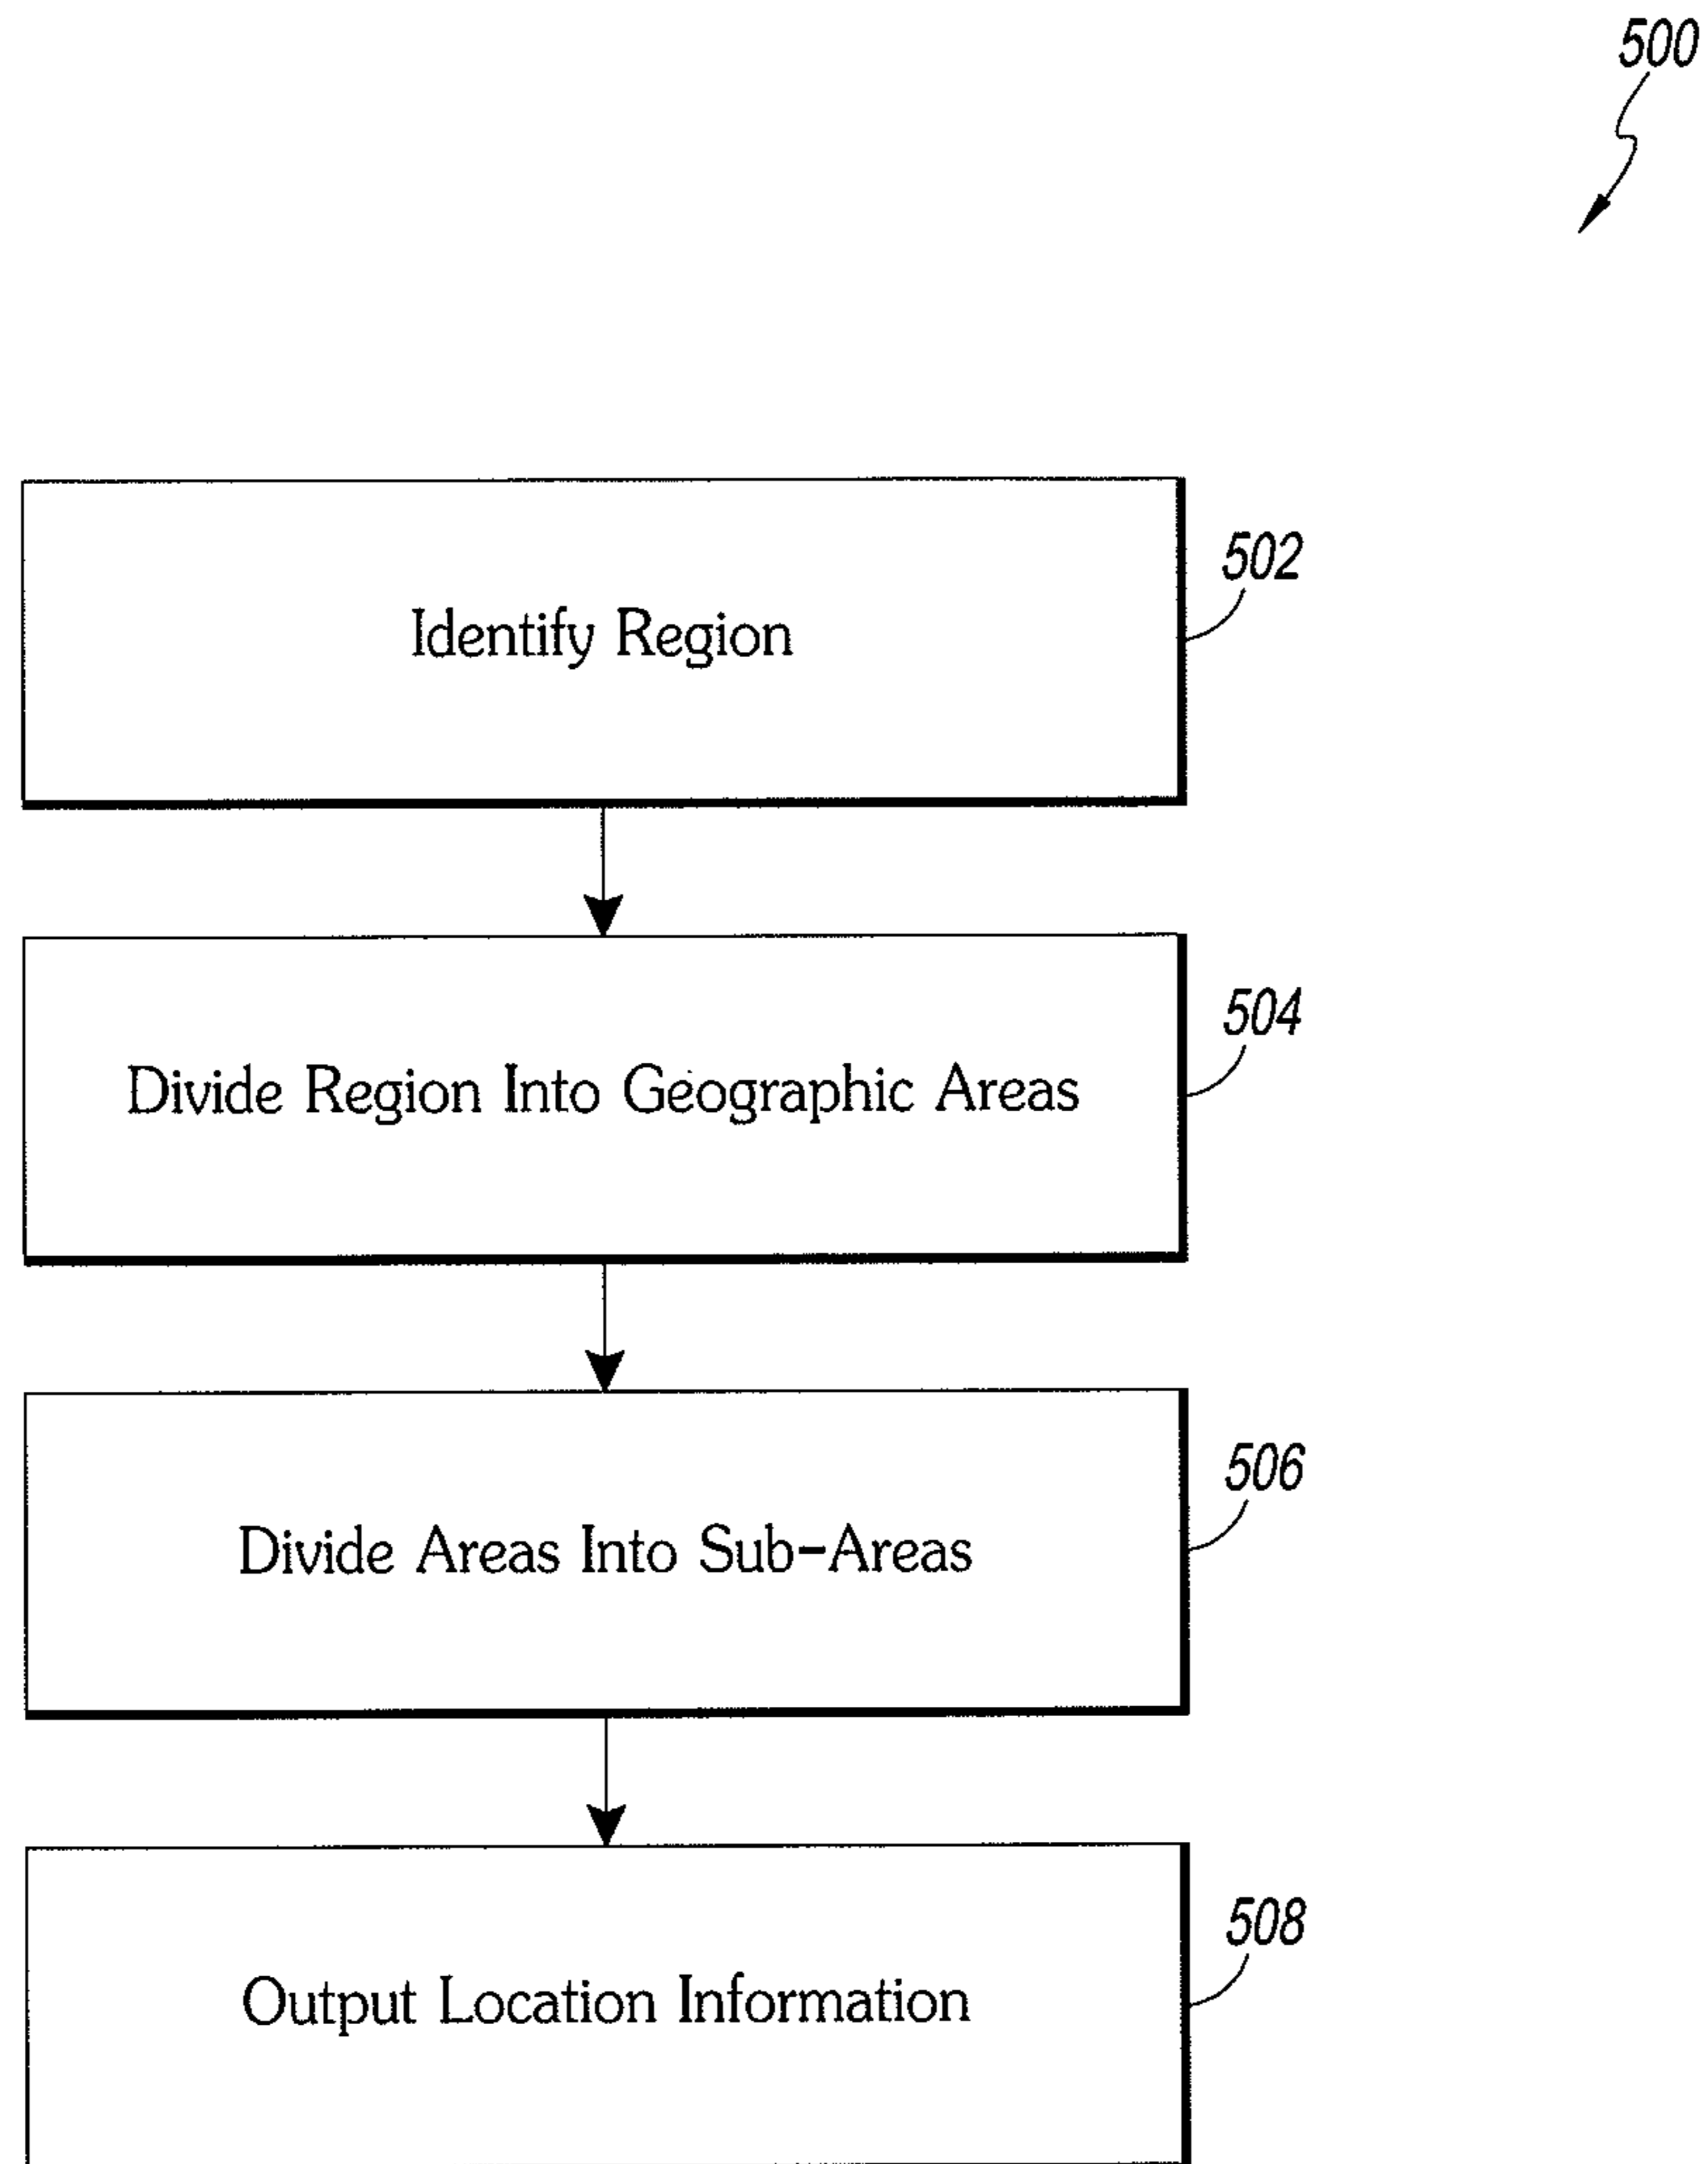 500
Identify Region
502
Divide Region Into Geographic Areas
504
Divide Areas Into Sub-Areas
506
Output Location Information
508